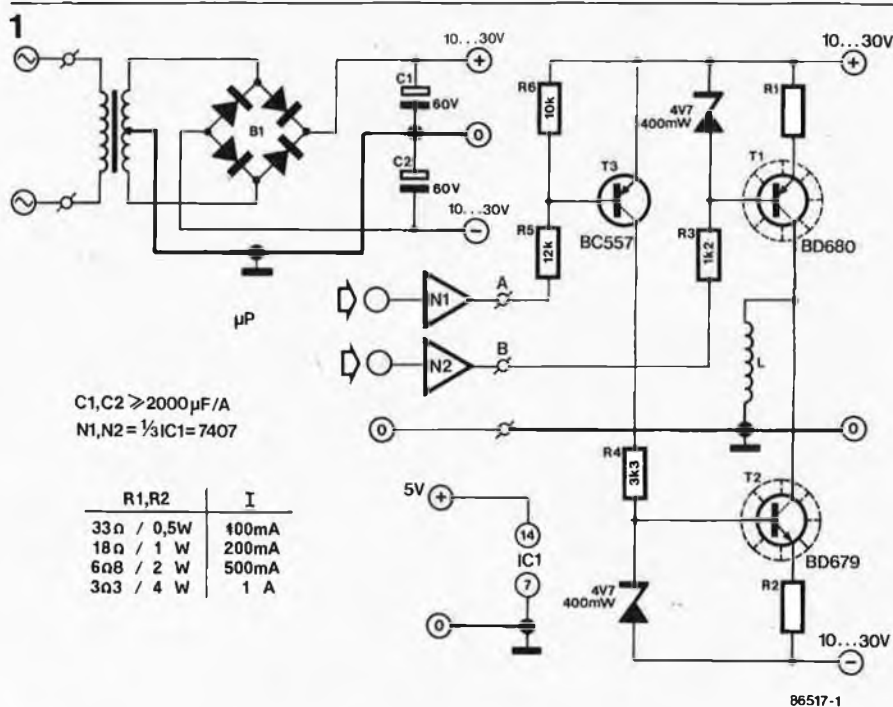 1
10...30V
+
C1
60V
B1
0
C2
60V
10...30V
−
µP
10...30V
+
R6
10k
4V7
400mW
R1
T3
T1
BC557
R5
12k
R3
1k2
BD680
A
N1
B
N2
L
C1,C2 ⩾2000µF/A
N1,N2 = ⅓IC1=7407
0
0
R4
3k3
T2
BD679
R1,R2 I
33Ω / 0,5W 100mA
18Ω / 1 W 200mA
6Ω8 / 2 W 500mA
3Ω3 / 4 W 1 A
5V
+
14
IC1
7
0
4V7
400mW
R2
10...30V
−
86517-1